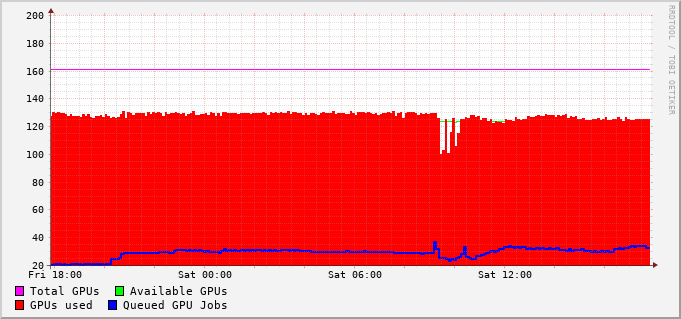 200
180
160
140
120
100
80
60
40
20
Fri 18:00 Sat 00:00 Sat 06:00 Sat 12:00
Total GPUs Available GPUs
GPUs used Queued GPU Jobs
RRDTOOL / TOBI OETIKER